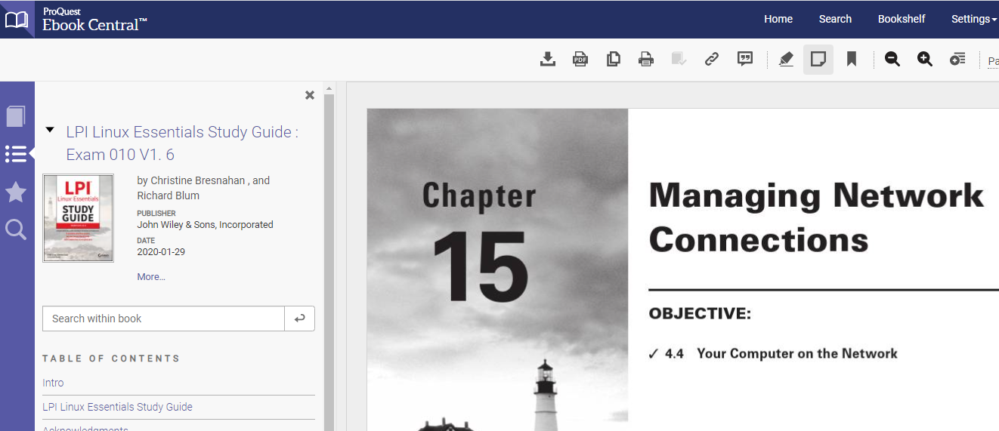 ProQuest
Ebook Central™
Home
Search
Bookshelf
Settings
PDF
Pa
LPI Linux Essentials Study Guide :
Exam 010 V1. 6
LPI
Linux Essentials
STUDY
GUIDE
by Christine Bresnahan , and
Richard Blum
PUBLISHER
John Wiley & Sons, Incorporated
DATE
2020-01-29
More...
Search within book
TABLE OF CONTENTS
Intro
LPI Linux Essentials Study Guide
Acknowledgments
Chapter
15
Managing Network
Connections
OBJECTIVE:
✓ 4.4 Your Computer on the Network